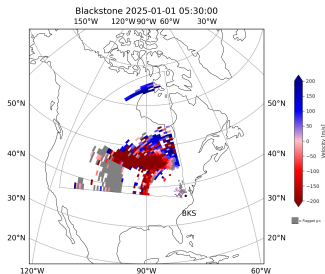 Blackstone 2025-01-01 05:30:00
150°W 120°W 90°W 60°W 30°W
50°N 50°N
40°N 40°N
30°N 30°N
20°N 20°N
BKS
120°W 90°W 60°W
200
150
100
50
0
−50
−100
−150
−200
Velocity [m/s]